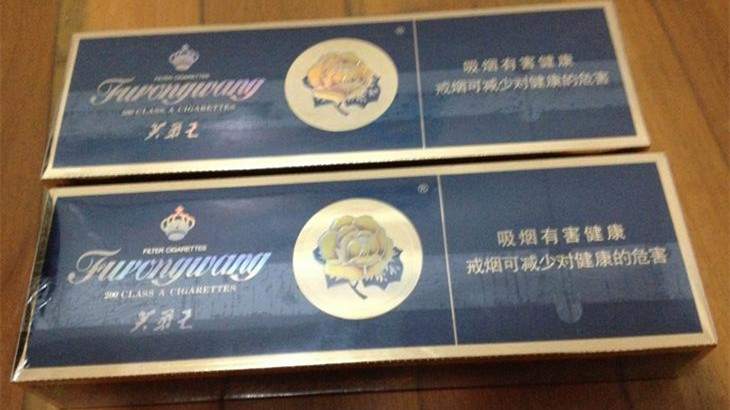 FILTER CIGARETTES
Furongwang
200 CLASS A CIGARETTES
芙蓉王
®
吸烟有害健康
戒烟可减少对健康的危害
FILTER CIGARETTES
Furongwang
200 CLASS A CIGARETTES
芙蓉王
®
吸烟有害健康
戒烟可减少对健康的危害